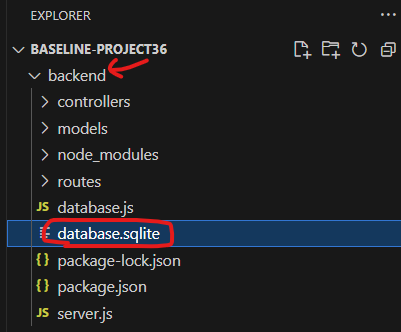 EXPLORER
BASELINE-PROJECT36
backend
controllers
models
node_modules
routes
JS database.js
database.sqlite
{} package-lock.json
{} package.json
JS server.js